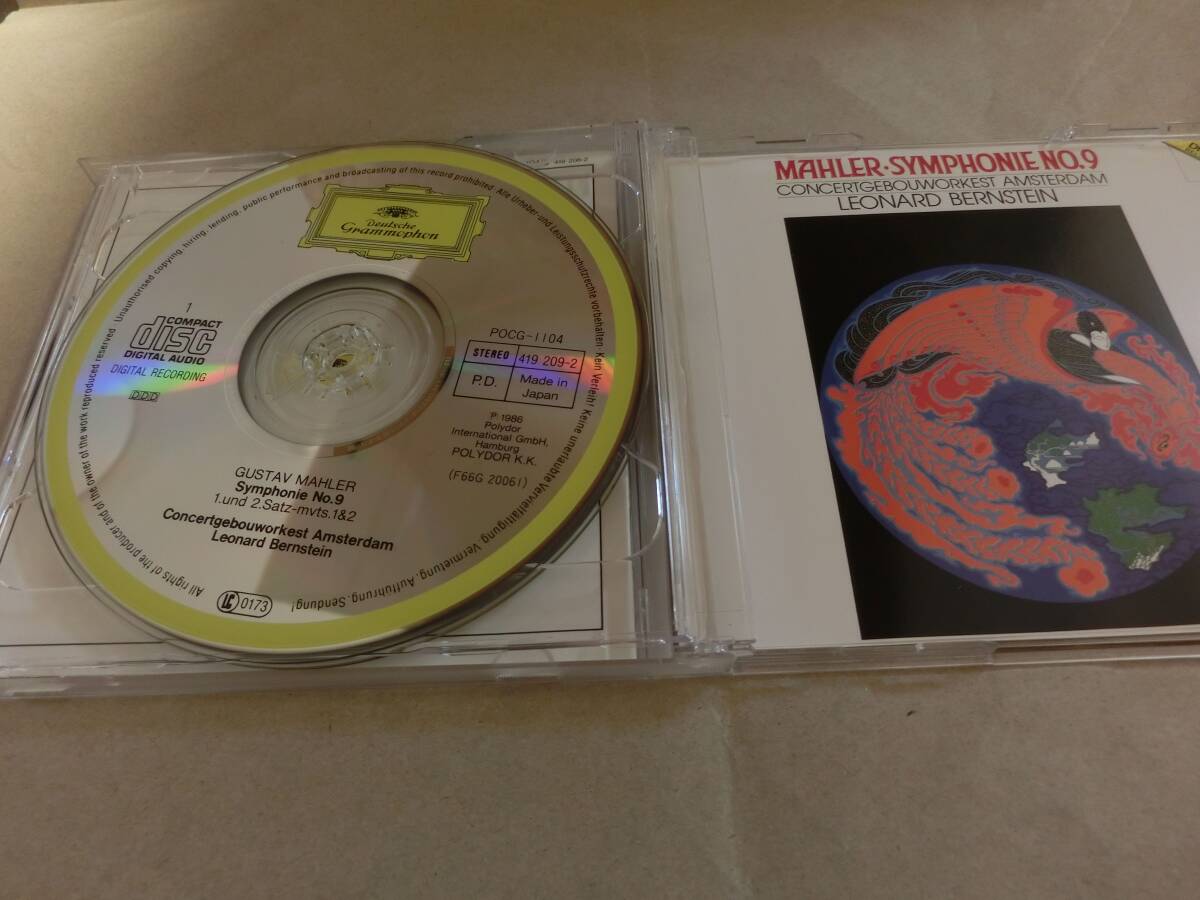 All rights of the producer and of the owner of the work reproduced reserved · Unauthorised copying, hiring, lending, public performance and broadcasting of this record prohibited · Alle Urheber- und Leistungsschutzrechte vorbehalten · Kein Verleih! Keine unerlaubte Vervielfältigung, Vermietung, Aufführung, Sendung!
Deutsche
Grammophon
1
COMPACT
disc
DIGITAL AUDIO
DIGITAL RECORDING
DDD
POCG-1104
STEREO 419 209-2
P.D. Made in
Japan
℗ 1986
Polydor
International GmbH,
Hamburg
POLYDOR K.K.
(F66G 20061)
GUSTAV MAHLER
Symphonie No.9
1.und 2.Satz-mvts.1&2
Concertgebouworkest Amsterdam
Leonard Bernstein
LC 0173
419 208-2
MAHLER·SYMPHONIE NO.9
CONCERTGEBOUWORKEST AMSTERDAM
LEONARD BERNSTEIN